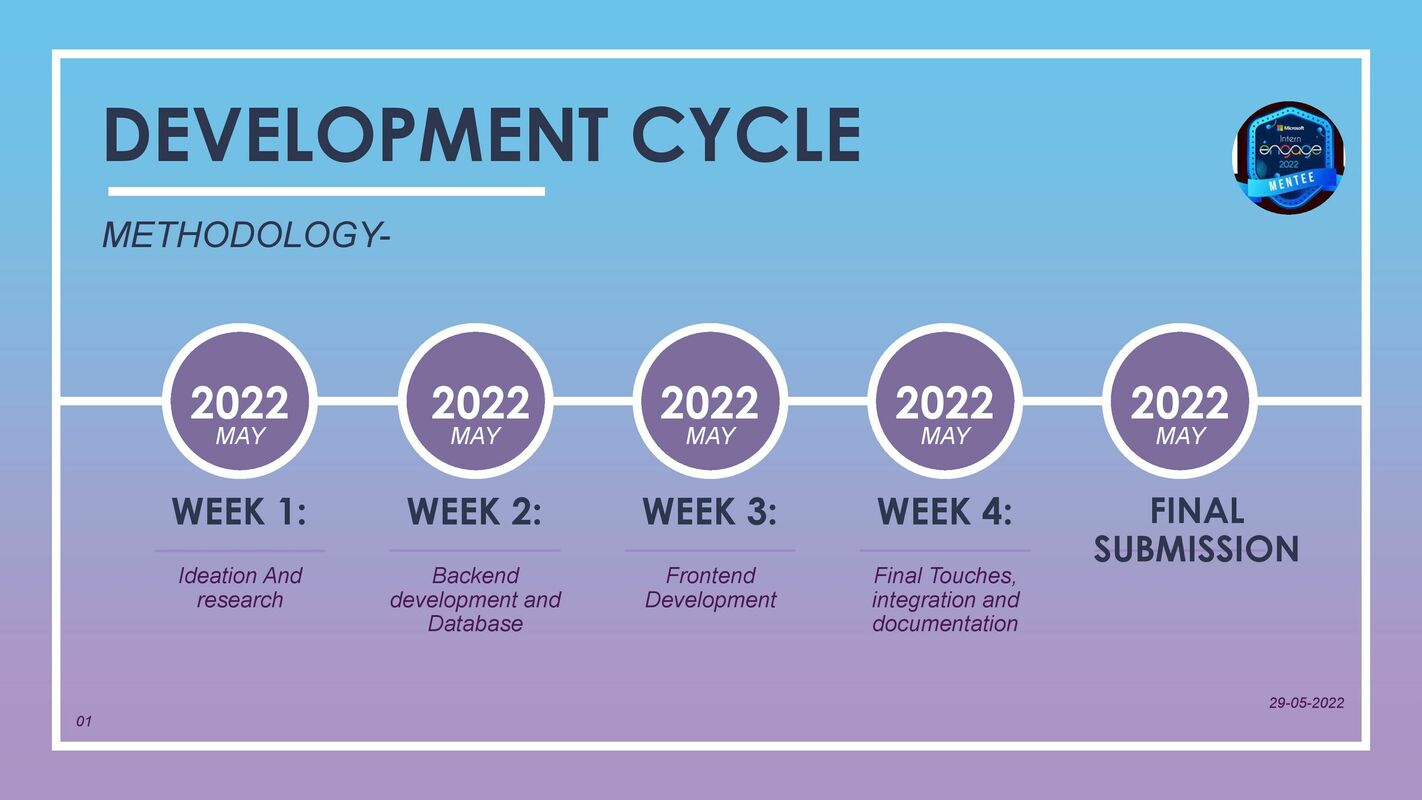 DEVELOPMENT CYCLE
Microsoft
Intern
engage
2022
MENTEE
METHODOLOGY-
2022
MAY
2022
MAY
2022
MAY
2022
MAY
2022
MAY
WEEK 1:
Ideation And
research
WEEK 2:
Backend
development and
Database
WEEK 3:
Frontend
Development
WEEK 4:
Final Touches,
integration and
documentation
FINAL
SUBMISSION
29-05-2022
01